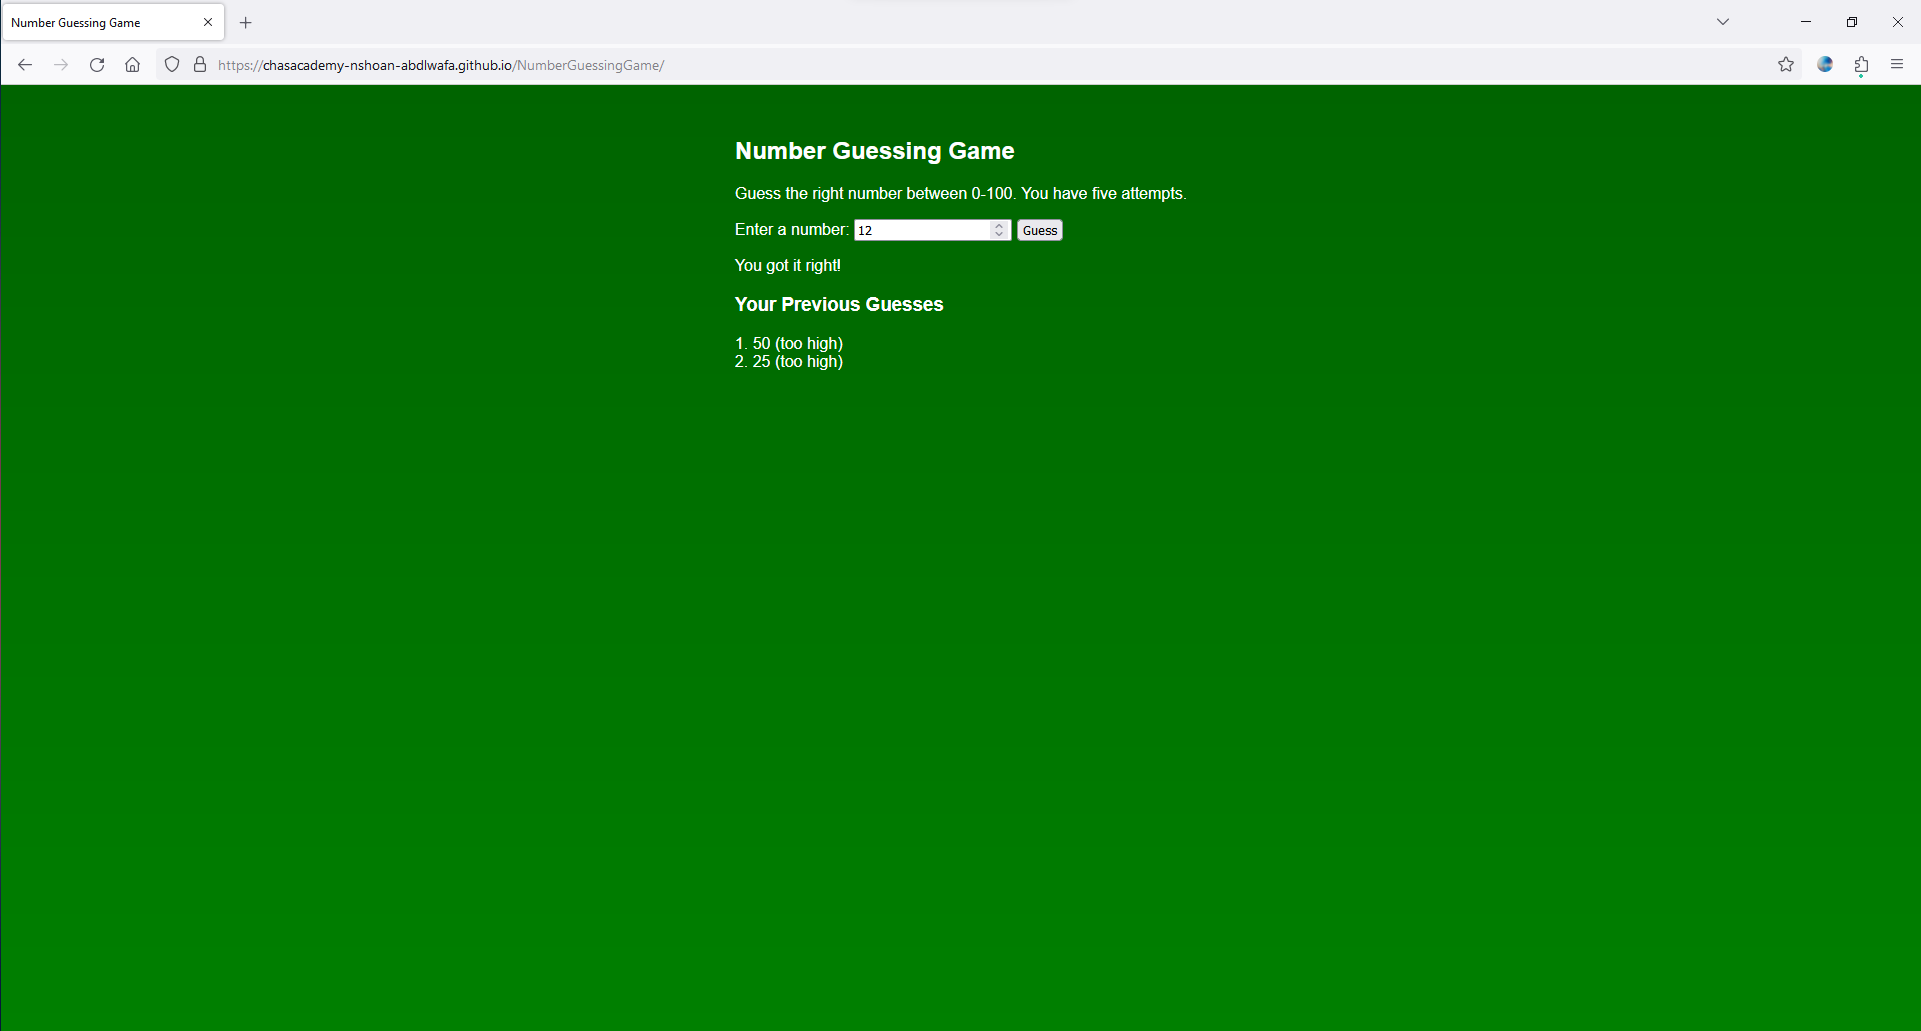 Number Guessing Game
https://chasacademy-nshoan-abdlwafa.github.io/NumberGuessingGame/
Number Guessing Game
Guess the right number between 0-100. You have five attempts.
Enter a number: 12 Guess
You got it right!
Your Previous Guesses
1. 50 (too high)
2. 25 (too high)